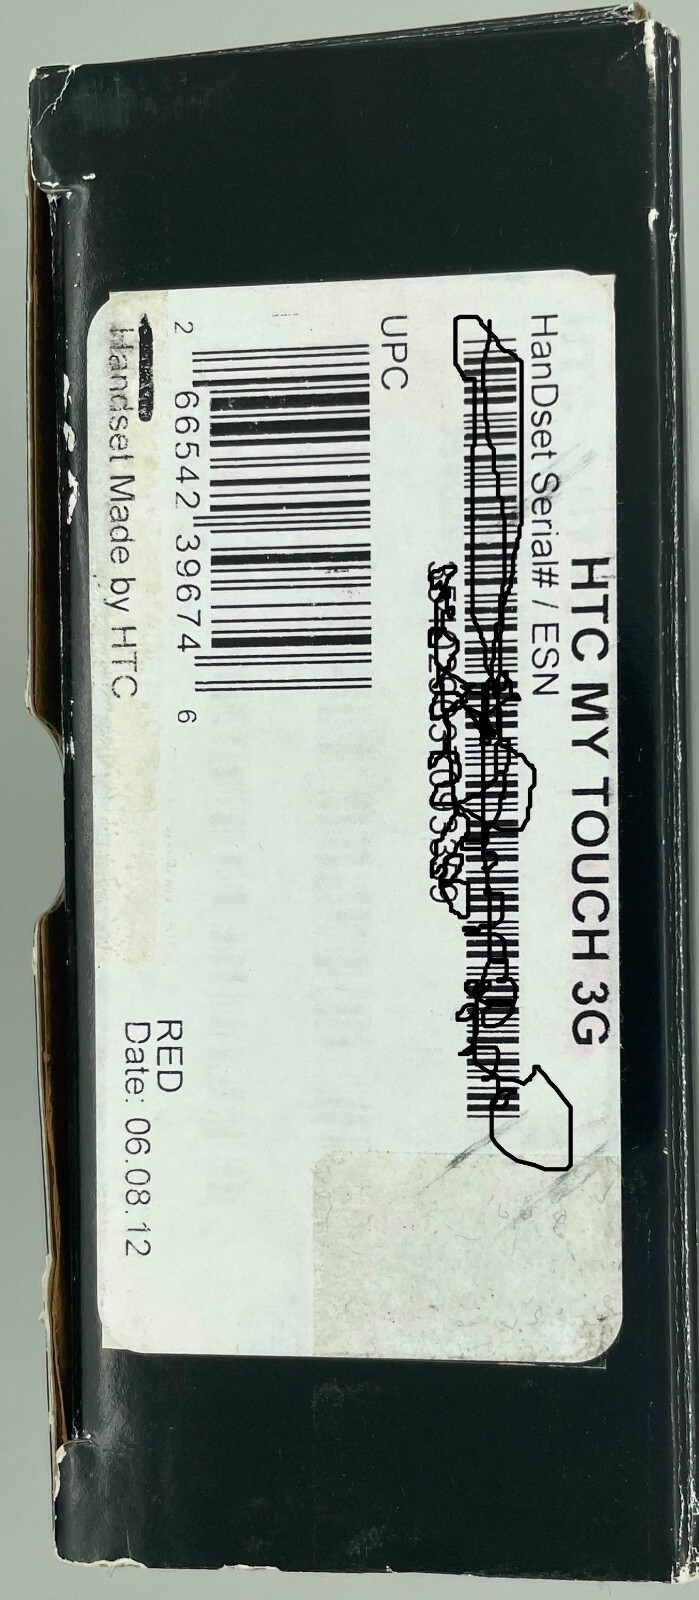 HTC MY TOUCH 3G
HanDset Serial# / ESN
UPC
2 66542 39674 6
RED
Handset Made by HTC
Date: 06.08.12